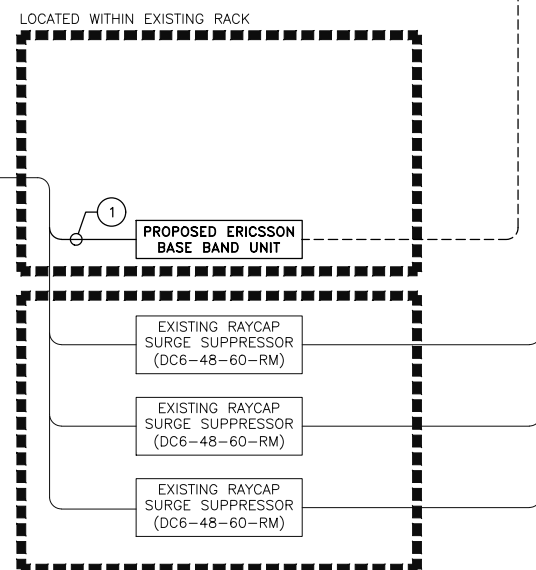 LOCATED WITHIN EXISTING RACK
1
PROPOSED ERICSSON
BASE BAND UNIT
EXISTING RAYCAP
SURGE SUPPRESSOR
(DC6-48-60-RM)
EXISTING RAYCAP
SURGE SUPPRESSOR
(DC6-48-60-RM)
EXISTING RAYCAP
SURGE SUPPRESSOR
(DC6-48-60-RM)